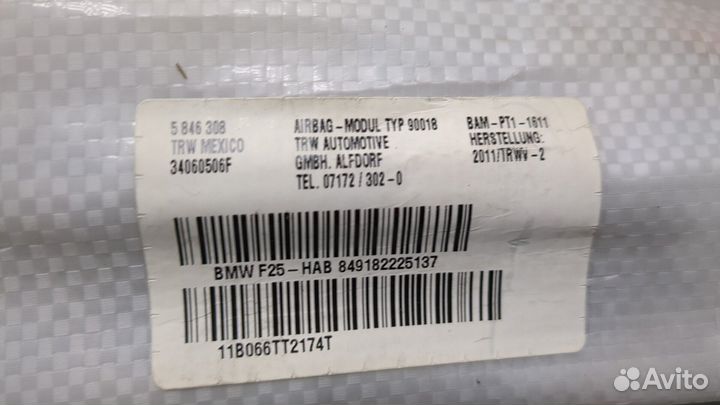 5 846 308
TRW MEXICO
34060506F
AIRBAG-MODUL TYP 90018
TRW AUTOMOTIVE
GMBH. ALFDORF
TEL. 07172 / 302-0
BAM-PT1-1611
HERSTELLUNG:
2011/TRWV-2
BMW F25-HAB 849182225137
11B066TT2174T
Avito